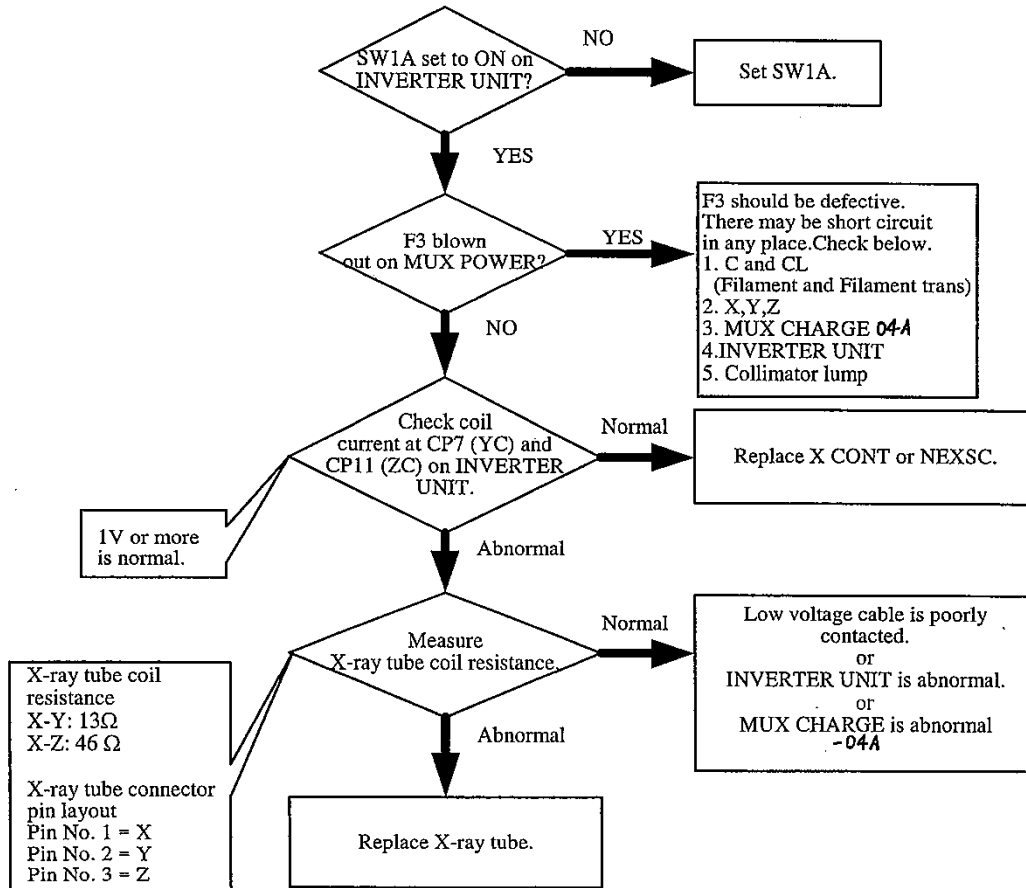 SW1A set to ON on
INVERTER UNIT?
NO
Set SW1A.
YES
F3 blown
out on MUX POWER?
YES
F3 should be defective.
There may be short circuit
in any place.Check below.
1. C and CL
(Filament and Filament trans)
2. X,Y,Z
3. MUX CHARGE 04-A
4.INVERTER UNIT
5. Collimator lump
NO
Check coil
current at CP7 (YC) and
CP11 (ZC) on INVERTER
UNIT.
Normal
Replace X CONT or NEXSC.
1V or more
is normal.
Abnormal
Measure
X-ray tube coil resistance.
Normal
Low voltage cable is poorly
contacted.
or
INVERTER UNIT is abnormal.
or
MUX CHARGE is abnormal
-04A
X-ray tube coil
resistance
X-Y: 13Ω
X-Z: 46 Ω
X-ray tube connector
pin layout
Pin No. 1 = X
Pin No. 2 = Y
Pin No. 3 = Z
Abnormal
Replace X-ray tube.